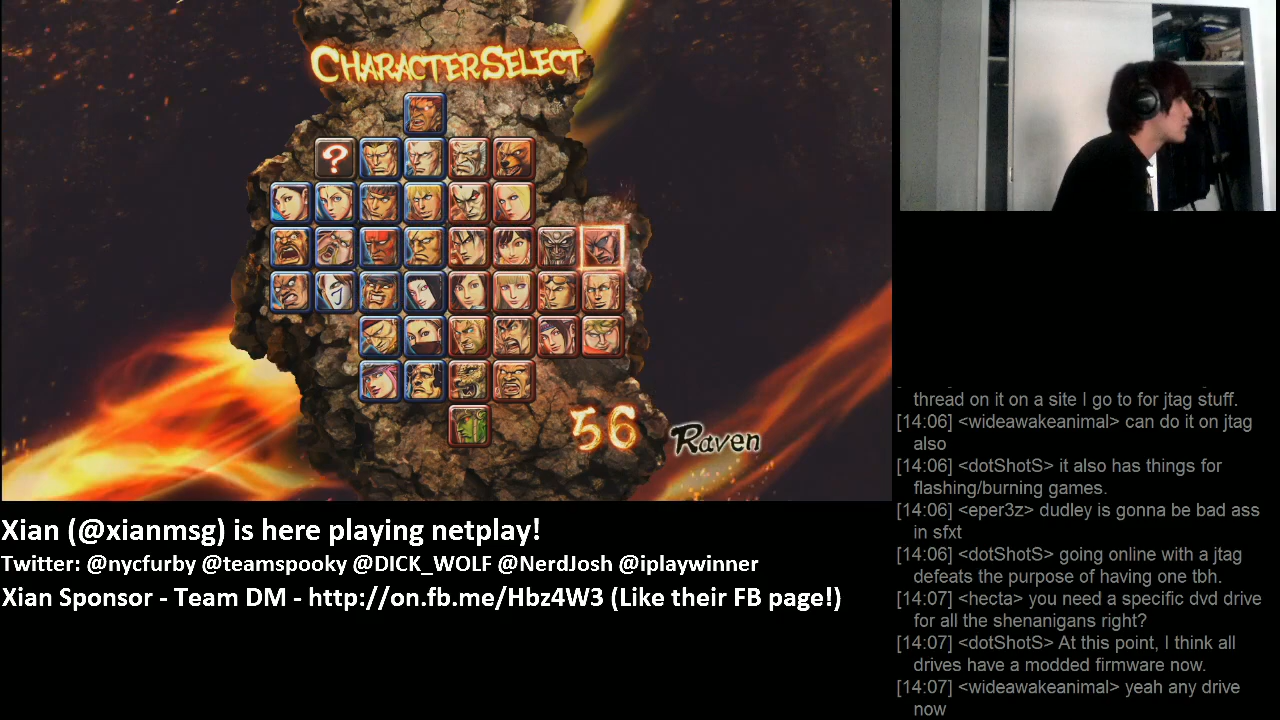 CHARACTER SELECT
?
56
Raven
Xian (@xianmsg) is here playing netplay!
Twitter: @nycfurby @teamspooky @DICK_WOLF @NerdJosh @iplaywinner
Xian Sponsor - Team DM - http://on.fb.me/Hbz4W3 (Like their FB page!)
thread on it on a site I go to for jtag stuff.
[14:06] <wideawakeanimal> can do it on jtag
also
[14:06] <dotShotS> it also has things for
flashing/burning games.
[14:06] <eper3z> dudley is gonna be bad ass
in sfxt
[14:06] <dotShotS> going online with a jtag
defeats the purpose of having one tbh.
[14:07] <hecta> you need a specific dvd drive
for all the shenanigans right?
[14:07] <dotShotS> At this point, I think all
drives have a modded firmware now.
[14:07] <wideawakeanimal> yeah any drive
now